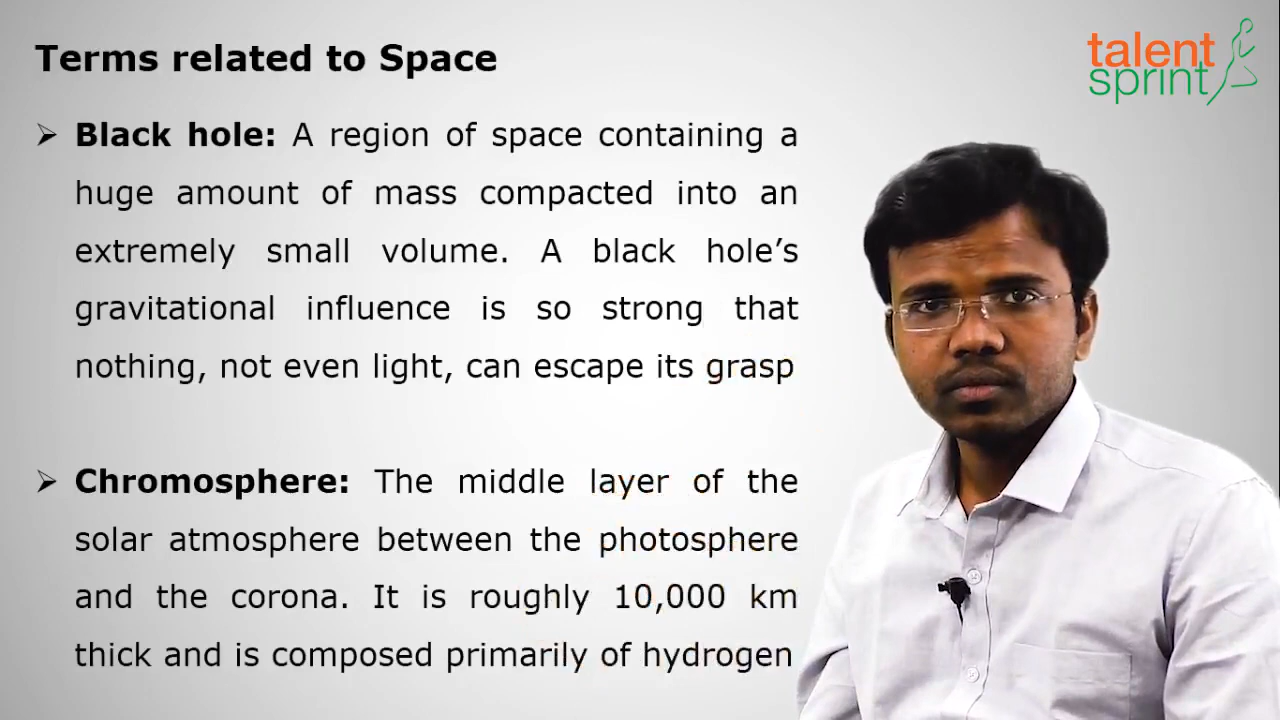 Terms related to Space
talent
sprint
➢ Black hole: A region of space containing a
huge amount of mass compacted into an
extremely small volume. A black hole’s
gravitational influence is so strong that
nothing, not even light, can escape its grasp
➢ Chromosphere: The middle layer of the
solar atmosphere between the photosphere
and the corona. It is roughly 10,000 km
thick and is composed primarily of hydrogen